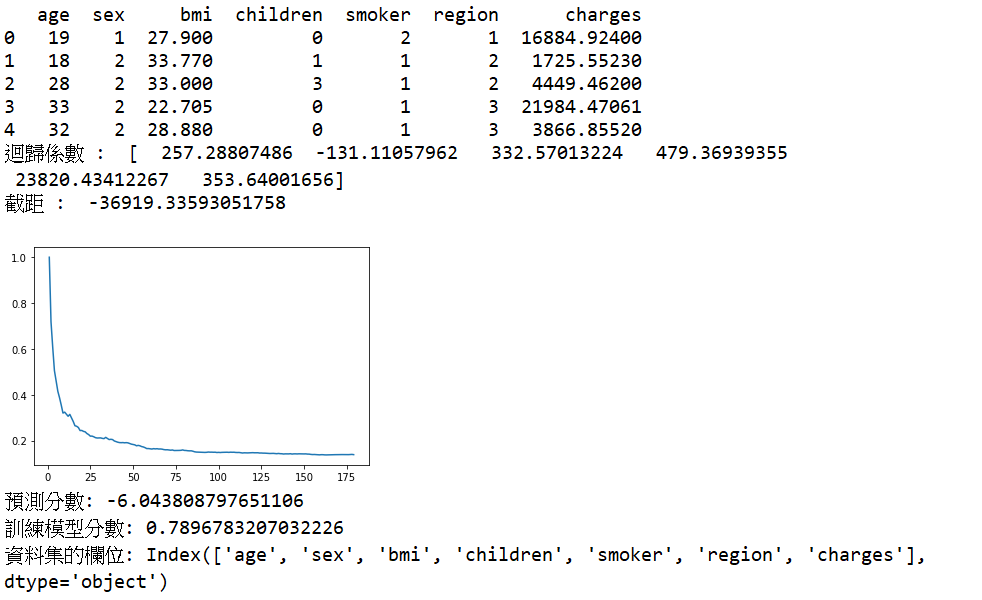 age sex bmi children smoker region charges
0 19 1 27.900 0 2 1 16884.92400
1 18 2 33.770 1 1 2 1725.55230
2 28 2 33.000 3 1 2 4449.46200
3 33 2 22.705 0 1 3 21984.47061
4 32 2 28.880 0 1 3 3866.85520
迴歸係數 : [ 257.28807486 -131.11057962 332.57013224 479.36939355
23820.43412267 353.64001656]
截距 : -36919.33593051758
1.0
0.8
0.6
0.4
0.2
0 25 50 75 100 125 150 175
預測分數: -6.043808797651106
訓練模型分數: 0.7896783207032226
資料集的欄位: Index(['age', 'sex', 'bmi', 'children', 'smoker', 'region', 'charges'],
dtype='object')